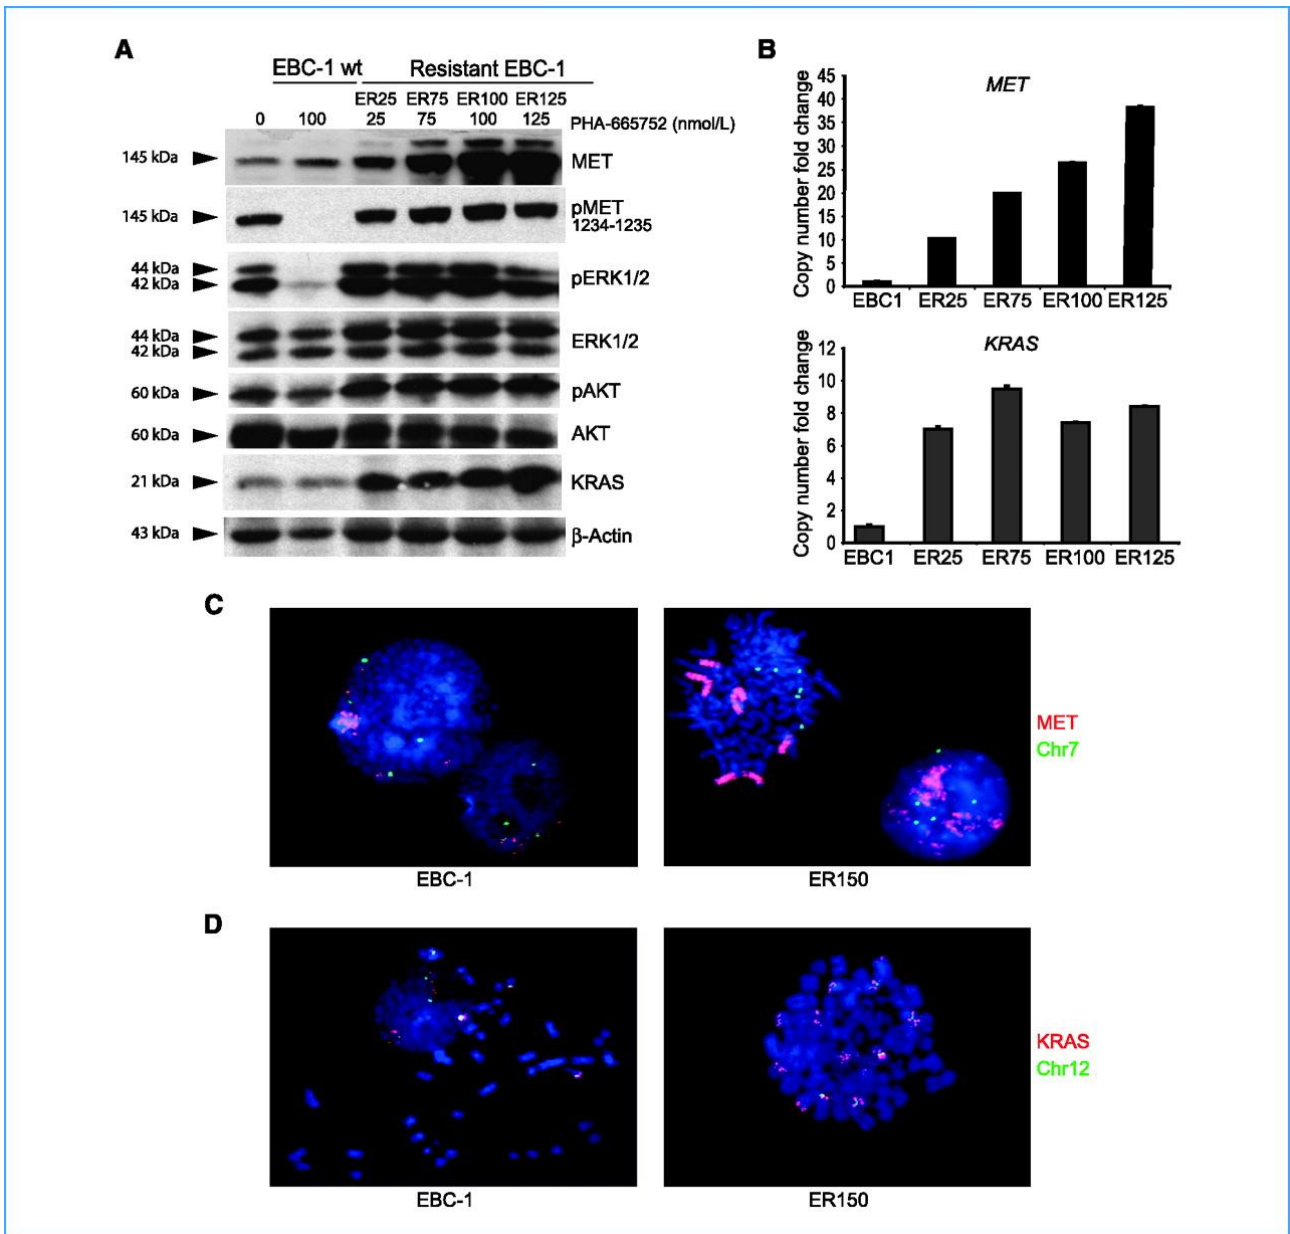 A
EBC-1 wt Resistant EBC-1
ER25 ER75 ER100 ER125
0 100 25 75 100 125 PHA-665752 (nmol/L)
145 kDa MET
145 kDa pMET
1234-1235
44 kDa
42 kDa pERK1/2
44 kDa
42 kDa ERK1/2
60 kDa pAKT
60 kDa AKT
21 kDa KRAS
43 kDa β-Actin
B
MET
Copy number fold change
45
40
35
30
25
20
15
10
5
0
EBC1 ER25 ER75 ER100 ER125
KRAS
Copy number fold change
12
10
8
6
4
2
0
EBC1 ER25 ER75 ER100 ER125
C
MET
Chr7
EBC-1 ER150
D
KRAS
Chr12
EBC-1 ER150